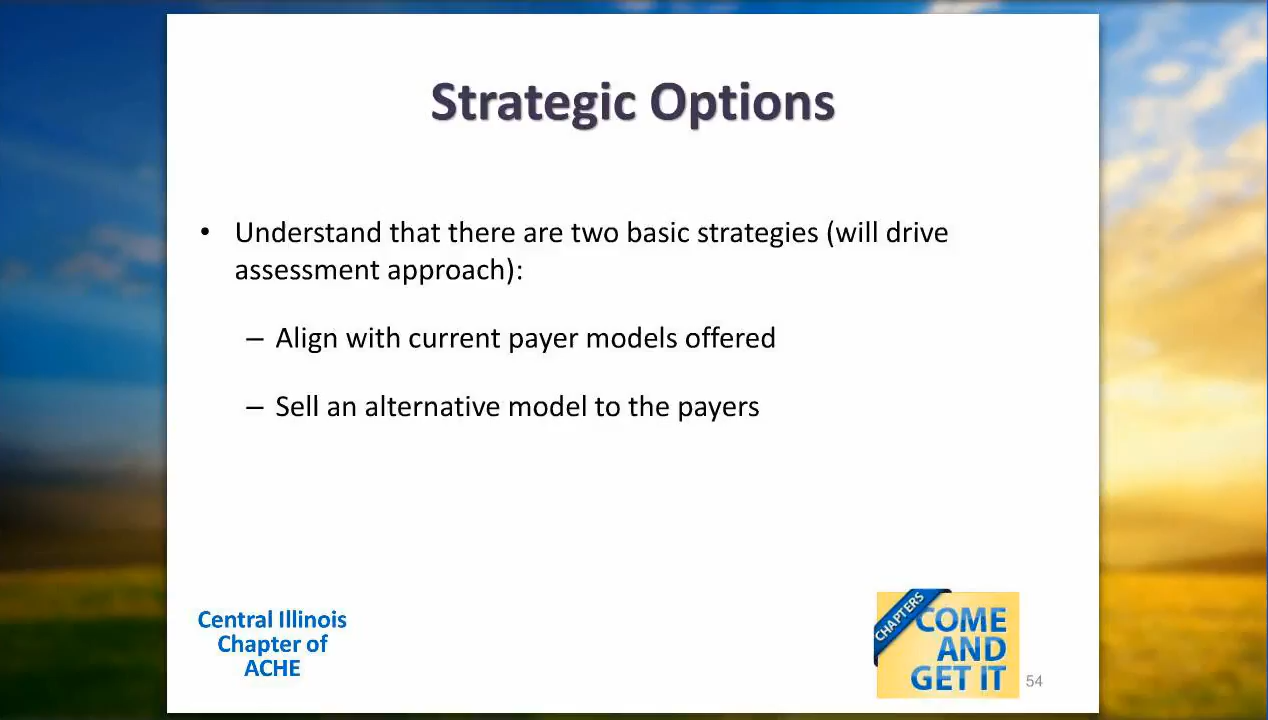 Strategic Options
• Understand that there are two basic strategies (will drive
assessment approach):
– Align with current payer models offered
– Sell an alternative model to the payers
Central Illinois
Chapter of
ACHE
CHAPTERS
COME
AND
GET IT
54